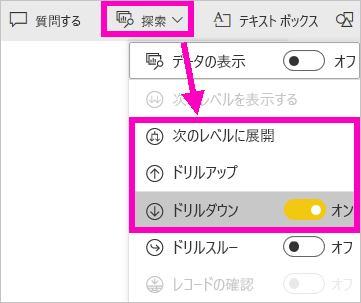 質問する 探索 テキスト ボックス
データの表示 オフ
次のレベルを表示する
次のレベルに展開
ドリルアップ
ドリルダウン オン
ドリルスルー オフ
レコードの確認 オフ